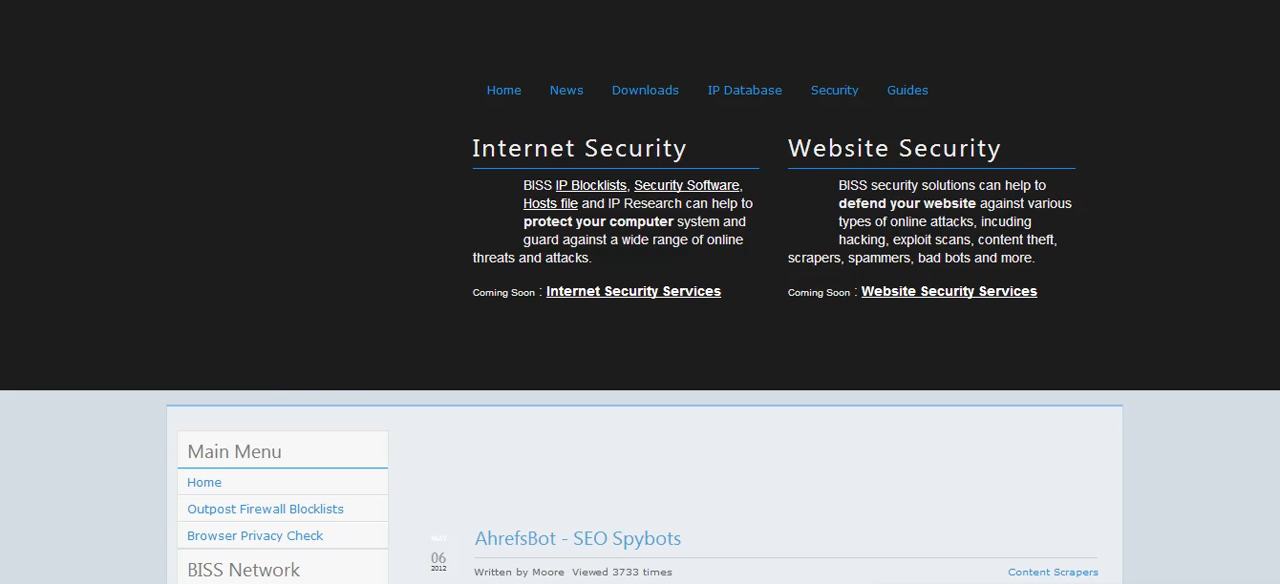 Home News Downloads IP Database Security Guides
Internet Security
BISS IP Blocklists, Security Software,
Hosts file and IP Research can help to
protect your computer system and
guard against a wide range of online
threats and attacks.
Coming Soon : Internet Security Services
Website Security
BISS security solutions can help to
defend your website against various
types of online attacks, incuding
hacking, exploit scans, content theft,
scrapers, spammers, bad bots and more.
Coming Soon : Website Security Services
Main Menu
Home
Outpost Firewall Blocklists
Browser Privacy Check
BISS Network
MAY
06
2012
AhrefsBot - SEO Spybots
Written by Moore Viewed 3733 times
Content Scrapers